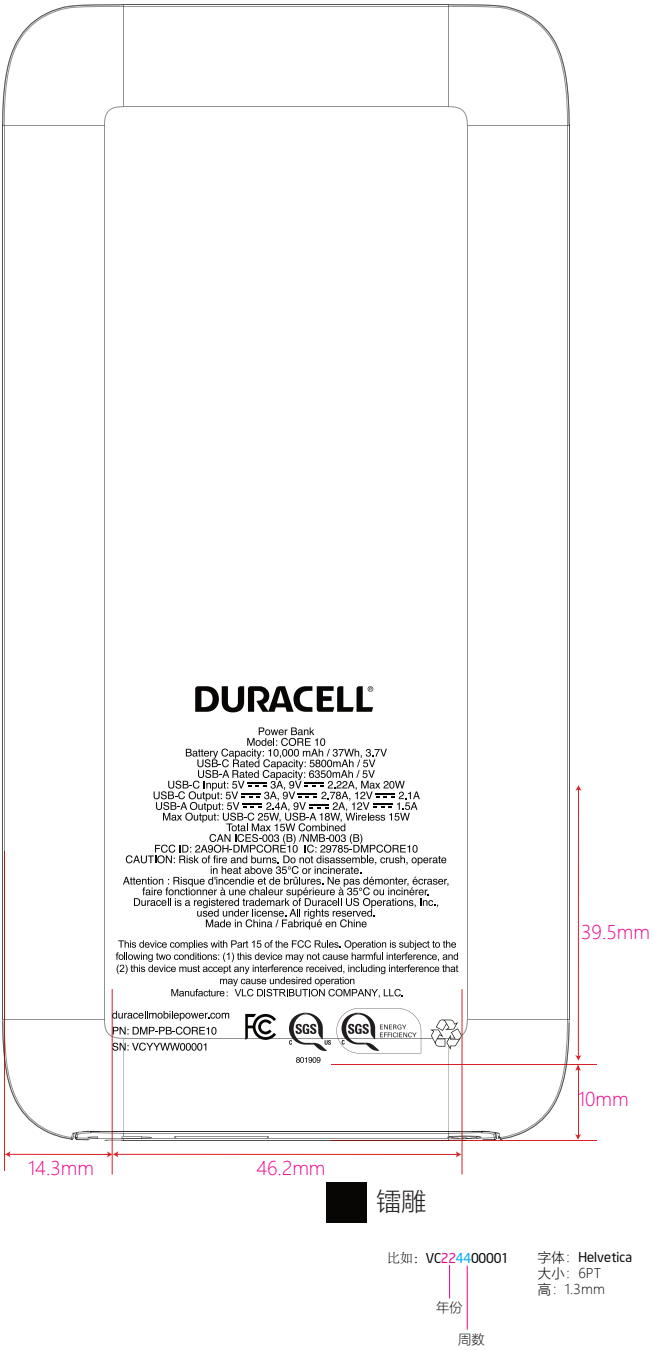 DURACELL®
Power Bank
Model: CORE 10
Battery Capacity: 10,000 mAh / 37Wh, 3.7V
USB-C Rated Capacity: 5800mAh / 5V
USB-A Rated Capacity: 6350mAh / 5V
USB-C Input: 5V ⎓ 3A, 9V ⎓ 2.22A, Max 20W
USB-C Output: 5V ⎓ 3A, 9V ⎓ 2.78A, 12V ⎓ 2.1A
USB-A Output: 5V ⎓ 2.4A, 9V ⎓ 2A, 12V ⎓ 1.5A
Max Output: USB-C 25W, USB-A 18W, Wireless 15W
Total Max 15W Combined
CAN ICES-003 (B) /NMB-003 (B)
FCC ID: 2A9OH-DMPCORE10 IC: 29785-DMPCORE10
CAUTION: Risk of fire and burns. Do not disassemble, crush, operate
in heat above 35°C or incinerate.
Attention : Risque d'incendie et de brûlures. Ne pas démonter, écraser,
faire fonctionner à une chaleur supérieure à 35°C ou incinérer.
Duracell is a registered trademark of Duracell US Operations, Inc.,
used under license. All rights reserved.
Made in China / Fabriqué en Chine
This device complies with Part 15 of the FCC Rules. Operation is subject to the
following two conditions: (1) this device may not cause harmful interference, and
(2) this device must accept any interference received, including interference that
may cause undesired operation
Manufacture: VLC DISTRIBUTION COMPANY, LLC.
duracellmobilepower.com
PN: DMP-PB-CORE10
SN: VCYYWW00001
FC
SGS
C US
801909
SGS
C
ENERGY
EFFICIENCY
39.5mm
10mm
14.3mm
46.2mm
镭雕
比如: VC224400001
年份
周数
字体: Helvetica
大小: 6PT
高: 1.3mm